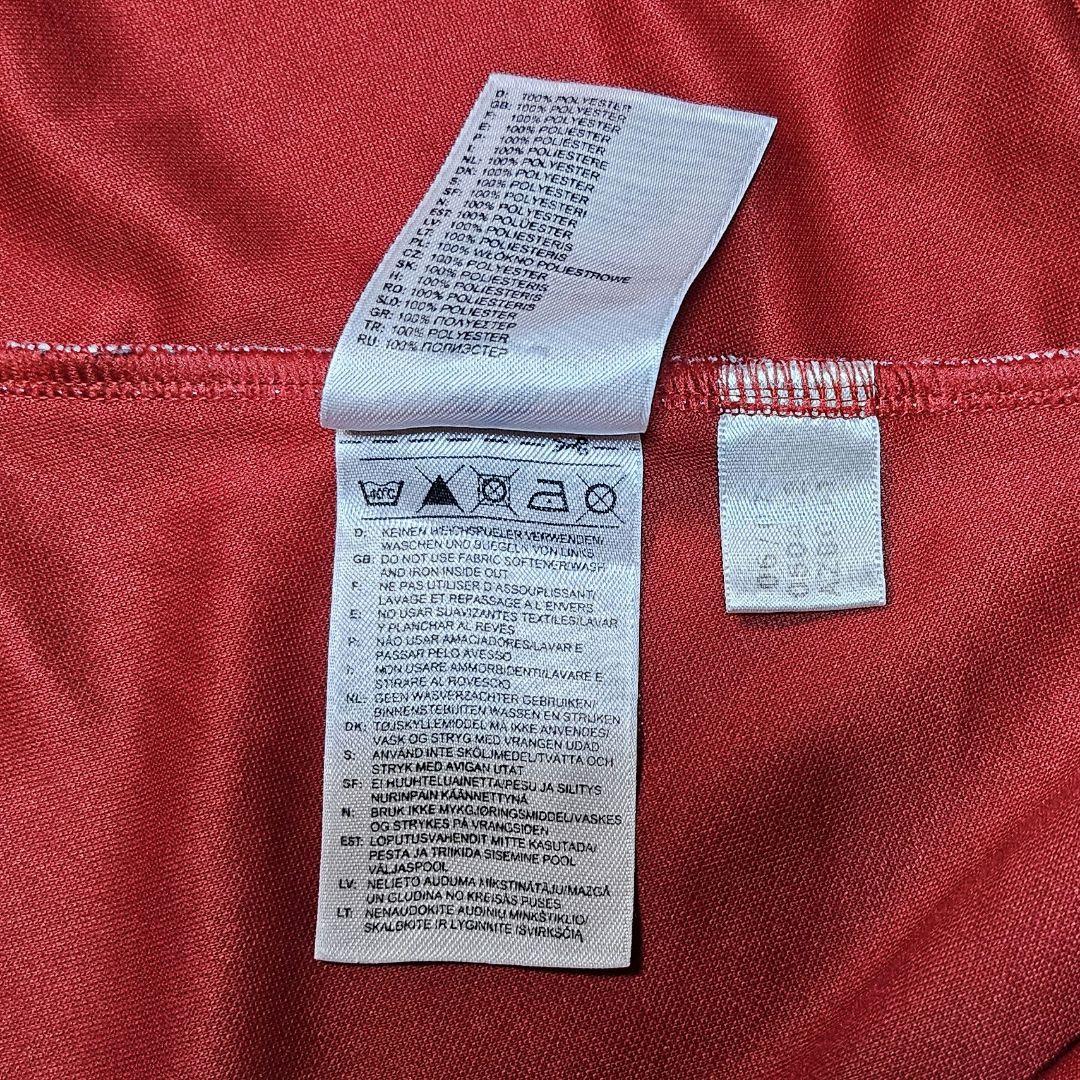 D: 100% POLYESTER
GB: 100% POLYESTER
F: 100% POLYESTER
E: 100% POLIESTER
P: 100% POLIESTER
I: 100% POLIESTERE
NL: 100% POLYESTER
DK: 100% POLYESTER
S: 100% POLYESTER
SF: 100% POLYESTERI
N: 100% POLYESTER
EST: 100% POLÜESTER
LV: 100% POLIESTERIS
LT: 100% POLIESTERIS
PL: 100% WŁÓKNO POLIESTROWE
CZ: 100% POLYESTER
SK: 100% POLYESTER
H: 100% POLIESTERIS
RO: 100% POLIESTERIS
SLO: 100% POLIESTER
GR: 100% ΠΟΛΥΕΣΤΕΡ
TR: 100% POLYESTER
RU: 100% ПОЛИЭСТЕР
40°C
D: KEINEN WEICHSPUELER VERWENDEN/
WASCHEN UND BUEGELN VON LINKS
GB: DO NOT USE FABRIC SOFTENER/WASH
AND IRON INSIDE OUT
F: NE PAS UTILISER D'ASSOUPLISSANT/
LAVAGE ET REPASSAGE A L'ENVERS
E: NO USAR SUAVIZANTES TEXTILES/LAVAR
Y PLANCHAR AL REVES
P: NÃO USAR AMACIADORES/LAVAR E
PASSAR PELO AVESSO
I: NON USARE AMMORBIDENTI/LAVARE E
STIRARE AL ROVESCIO
NL: GEEN WASVERZACHTER GEBRUIKEN/
BINNENSTEBUITEN WASSEN EN STRIJKEN
DK: TØJSKYLLEMIDDEL MÅ IKKE ANVENDES/
VASK OG STRYG MED VRANGEN UDAD
S: ANVÄND INTE SKÖLJMEDEL/TVÄTTA OCH
STRYK MED AVIGAN UTÅT
SF: EI HUUHTELUAINETTA/PESU JA SILITYS
NURINPÄIN KÄÄNNETTYNÄ
N: BRUK IKKE MYKGJØRINGSMIDDEL/VASKES
OG STRYKES PÅ VRANGSIDEN
EST: LOPUTUSVAHENDIT MITTE KASUTADA/
PESTA JA TRIIKIDA SISEMINE POOL
VÄLJASPOOL
LV: NELIETO AUDUMA MĪKSTINĀTĀJU/MAZGĀ
UN GLUDINA NO KREISĀS PUSES
LT: NENAUDOKITE AUDINIŲ MINKŠTIKLIO/
SKALBKITE IR LYGINKITE IŠVIRKŠČIĄ